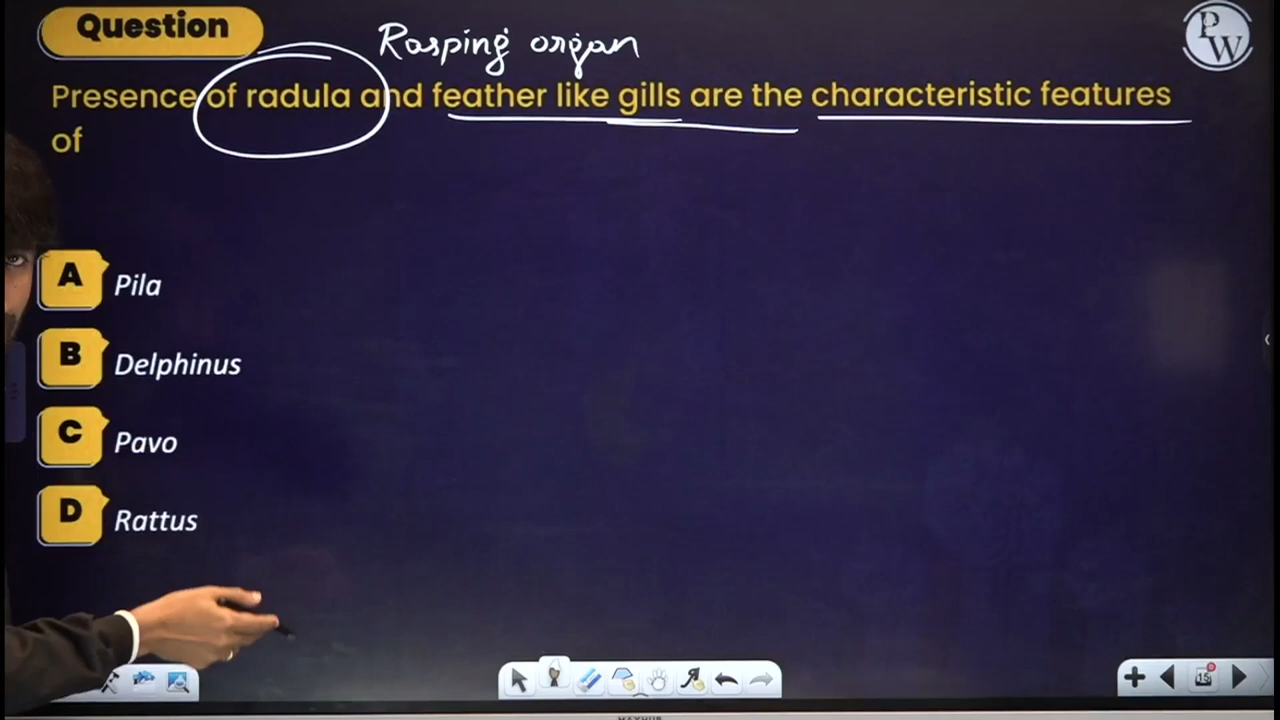 Question
Rasping organ
PW
Presence of radula and feather like gills are the characteristic features
of
A
Pila
B
Delphinus
C
Pavo
D
Rattus
15